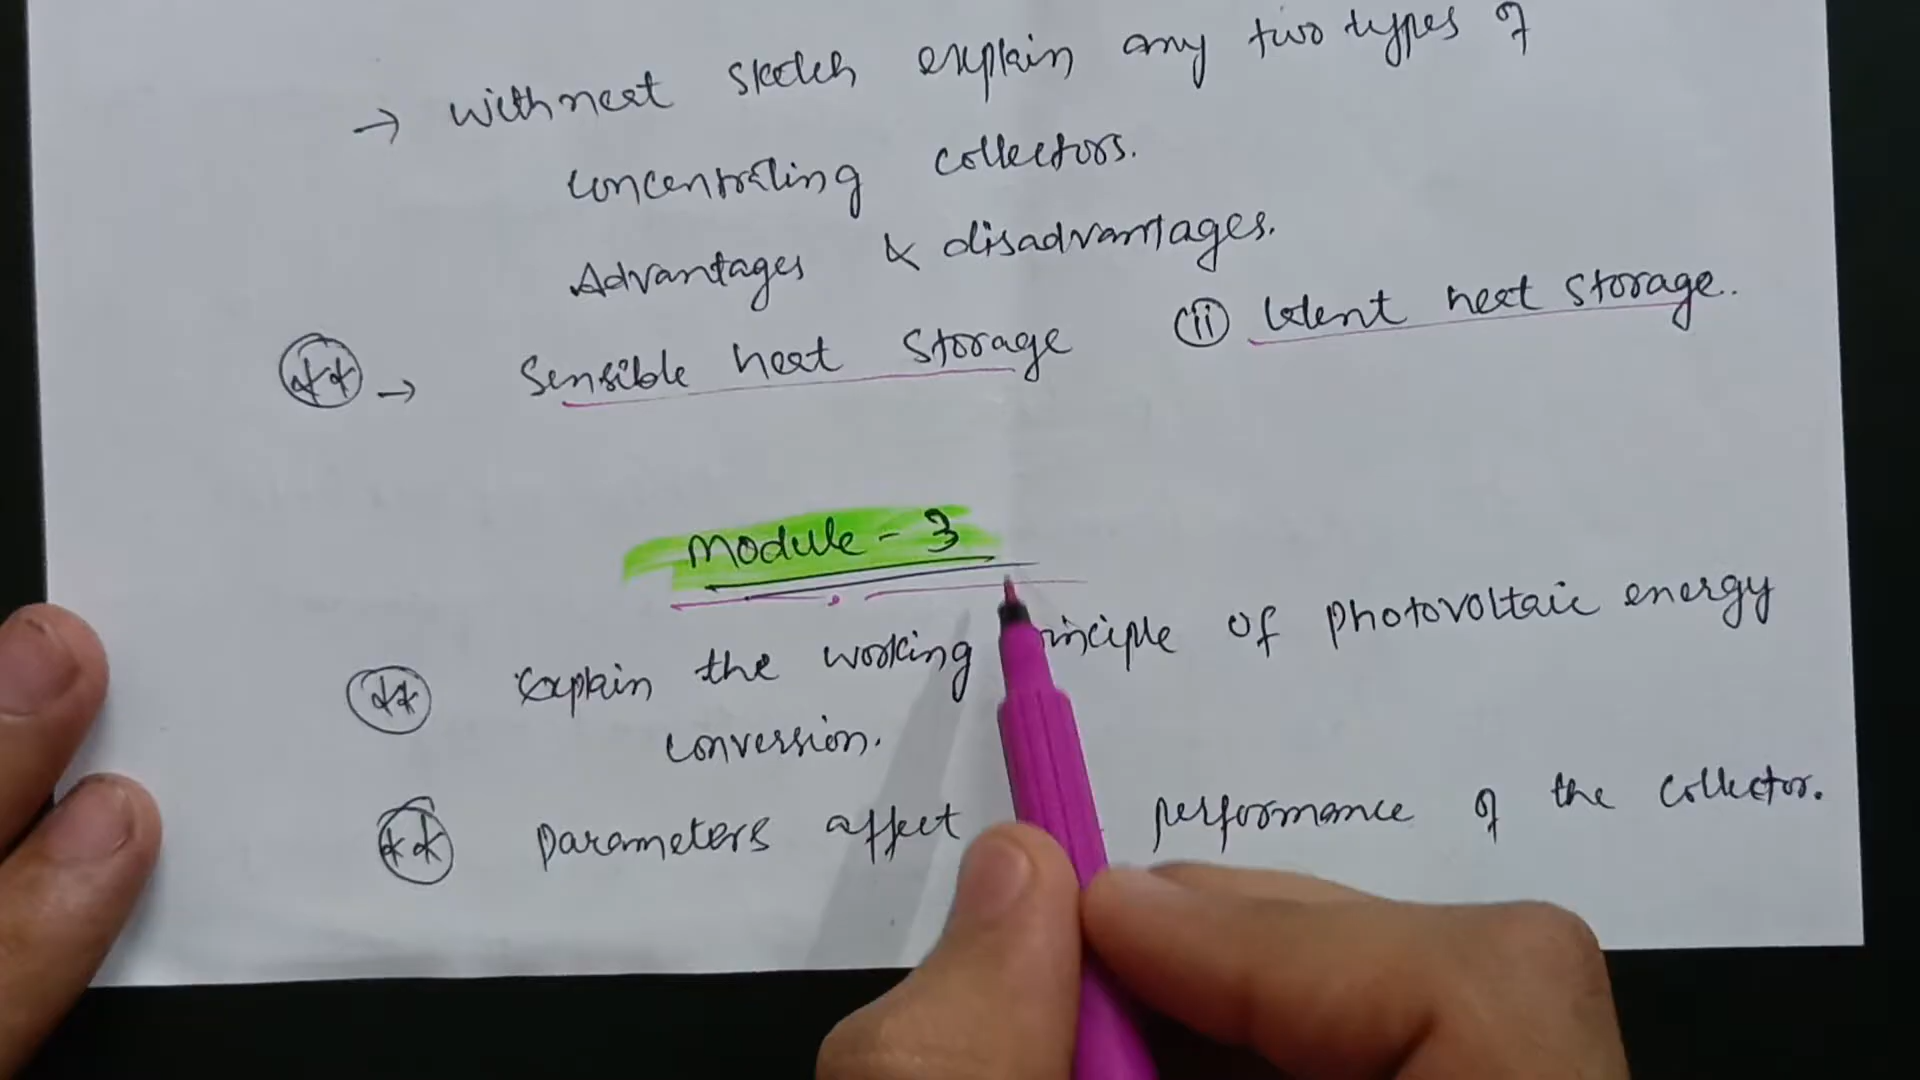 → with neat sketch explain any two types of
concentrating collectors.
Advantages & disadvantages.
** → Sensible heat storage (ii) latent heat storage.
Module - 3
** Explain the working principle of photovoltaic energy
conversion.
** parameters affect performance of the collector.